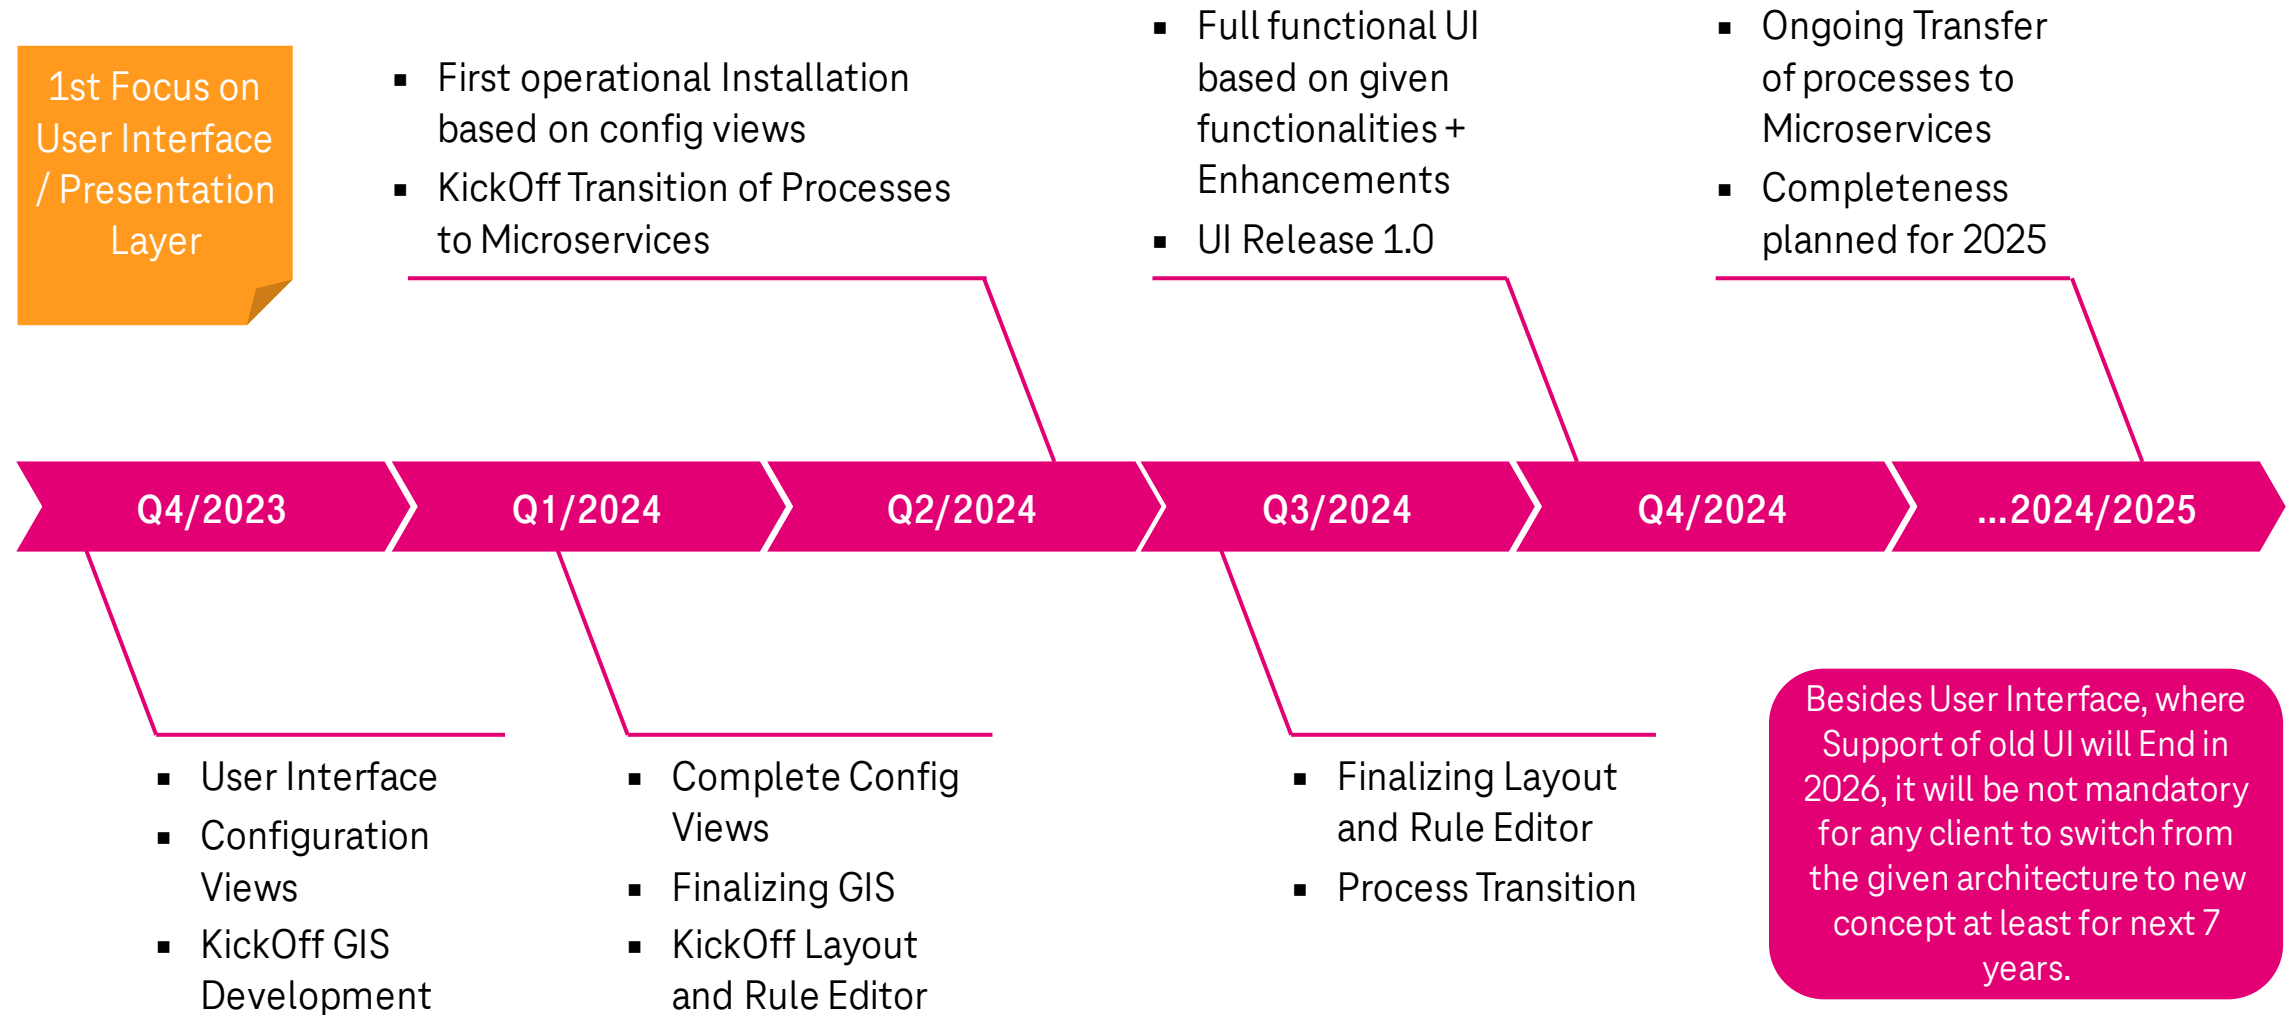 1st Focus on
User Interface
/ Presentation
Layer
▪ First operational Installation
based on config views
▪ KickOff Transition of Processes
to Microservices
▪ Full functional UI
based on given
functionalities +
Enhancements
▪ UI Release 1.0
▪ Ongoing Transfer
of processes to
Microservices
▪ Completeness
planned for 2025
Q4/2023
Q1/2024
Q2/2024
Q3/2024
Q4/2024
...2024/2025
▪ User Interface
▪ Configuration
Views
▪ KickOff GIS
Development
▪ Complete Config
Views
▪ Finalizing GIS
▪ KickOff Layout
and Rule Editor
▪ Finalizing Layout
and Rule Editor
▪ Process Transition
Besides User Interface, where
Support of old UI will End in
2026, it will be not mandatory
for any client to switch from
the given architecture to new
concept at least for next 7
years.